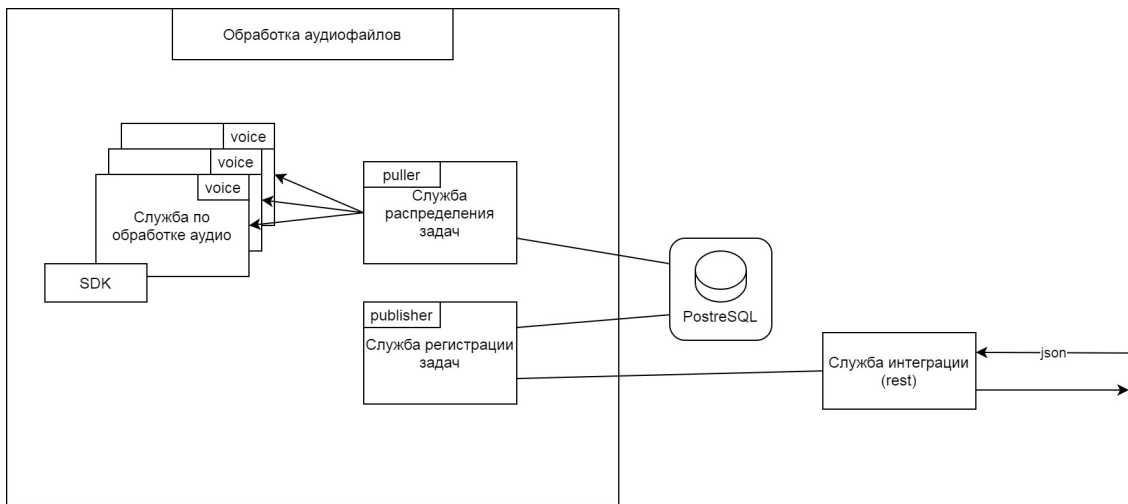 Обработка аудиофайлов
voice
voice
voice
Служба по
обработке аудио
SDK
puller
Служба
распределения
задач
publisher
Служба регистрации
задач
PostreSQL
Служба интеграции
(rest)
json